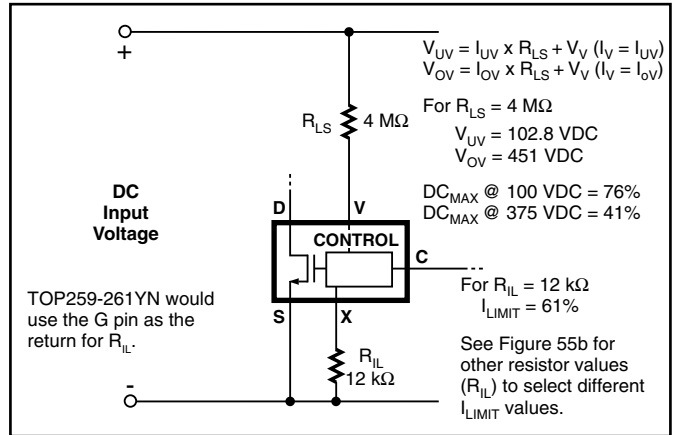 +
V_UV = I_UV x R_LS + V_V (I_V = I_UV)
V_OV = I_OV x R_LS + V_V (I_V = I_oV)
For R_LS = 4 MΩ
V_UV = 102.8 VDC
V_OV = 451 VDC
DC_MAX @ 100 VDC = 76%
DC_MAX @ 375 VDC = 41%
R_LS
4 MΩ
DC
Input
Voltage
D
V
CONTROL
C
S
X
For R_IL = 12 kΩ
I_LIMIT = 61%
See Figure 55b for
other resistor values
(R_IL) to select different
I_LIMIT values.
TOP259-261YN would
use the G pin as the
return for R_IL.
R_IL
12 kΩ
-